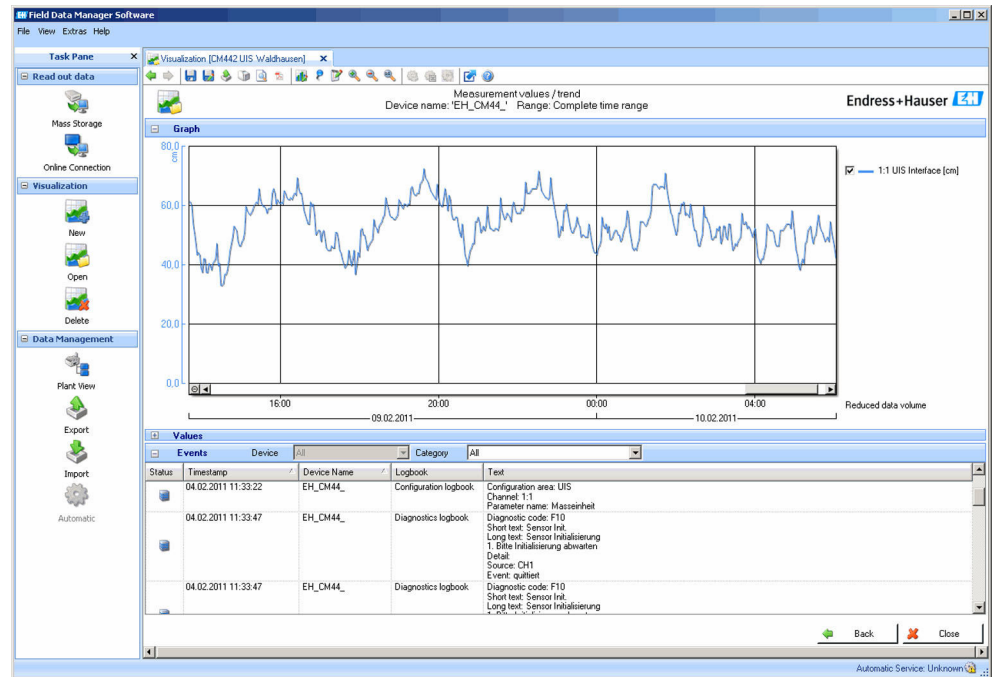 Field Data Manager Software
File View Extras Help
Task Pane
Visualization [CM442 UIS Waldhausen]
Read out data
Mass Storage
Online Connection
Visualization
New
Open
Delete
Data Management
Plant View
Export
Import
Automatic
Measurement values / trend
Device name: 'EH_CM44_' Range: Complete time range
Endress+Hauser EH
Graph
80,0
cm
60,0
40,0
20,0
0,0
1:1 UIS Interface [cm]
16:00 20:00 00:00 04:00
09.02.2011 10.02.2011
Reduced data volume
Values
Events Device All Category All
Status Timestamp Device Name Logbook Text
04.02.2011 11:33:22 EH_CM44_ Configuration logbook Configuration area: UIS
Channel: 1:1
Parameter name: Masseinheit
04.02.2011 11:33:47 EH_CM44_ Diagnostics logbook Diagnostic code: F10
Short text: Sensor Init.
Long text: Sensor Initialisierung
1. Bitte Initialisierung abwarten
Detail:
Source: CH1
Event: quittiert
04.02.2011 11:33:47 EH_CM44_ Diagnostics logbook Diagnostic code: F10
Short text: Sensor Init.
Long text: Sensor Initialisierung
Back Close
Automatic Service: Unknown